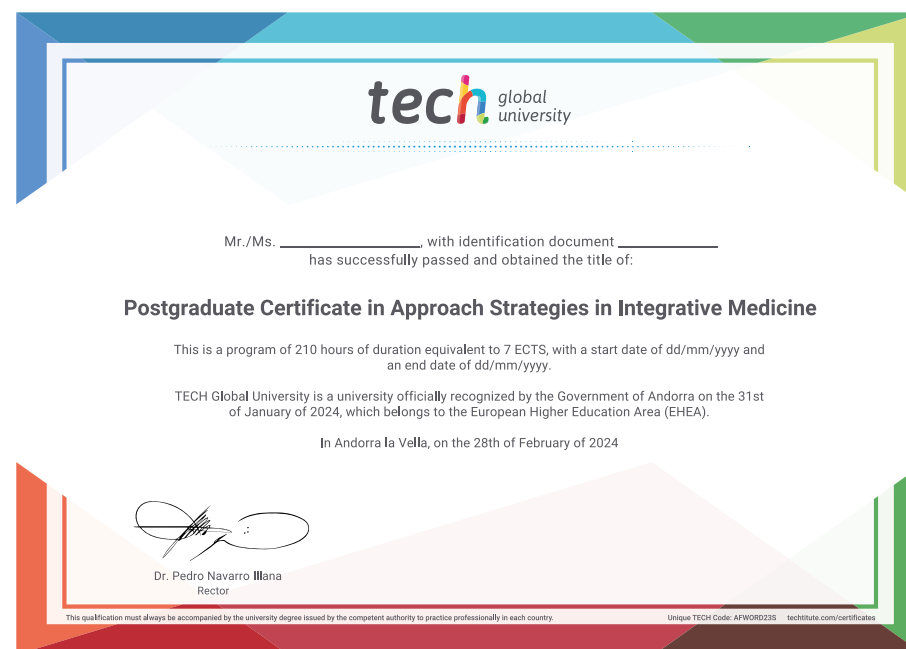 tech global
university
Mr./Ms. ____________, with identification document ____________
has successfully passed and obtained the title of:
Postgraduate Certificate in Approach Strategies in Integrative Medicine
This is a program of 210 hours of duration equivalent to 7 ECTS, with a start date of dd/mm/yyyy and
an end date of dd/mm/yyyy.
TECH Global University is a university officially recognized by the Government of Andorra on the 31st
of January of 2024, which belongs to the European Higher Education Area (EHEA).
In Andorra la Vella, on the 28th of February of 2024
Dr. Pedro Navarro Illana
Rector
This qualification must always be accompanied by the university degree issued by the competent authority to practice professionally in each country.
Unique TECH Code: AFWORD23S techtitute.com/certificates